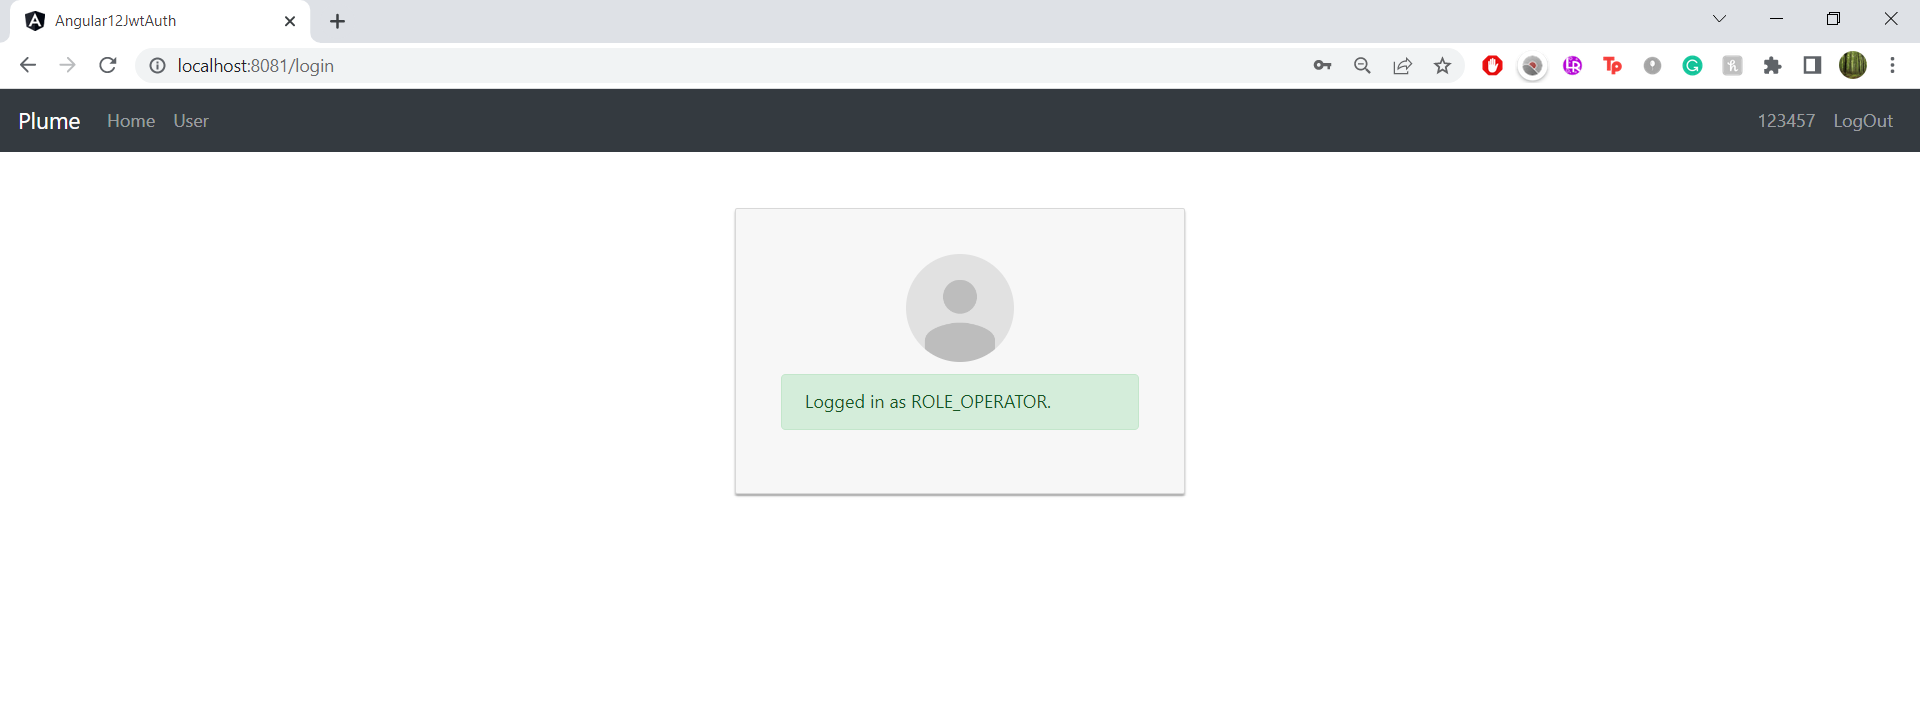 Angular12JwtAuth
localhost:8081/login
Plume Home User 123457 LogOut
Logged in as ROLE_OPERATOR.